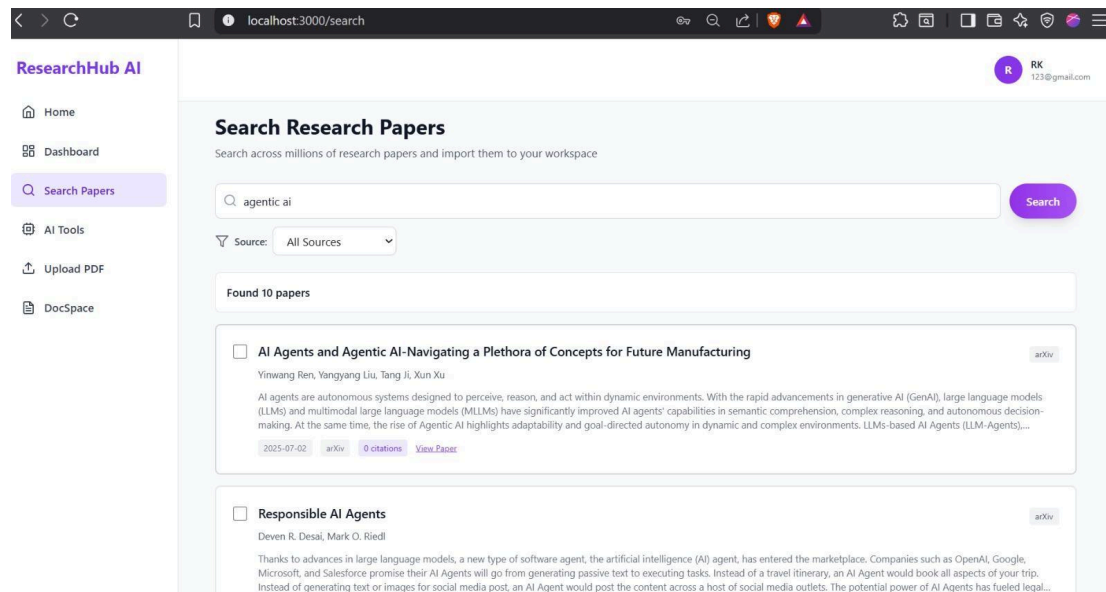 localhost:3000/search
ResearchHub AI
R
RK
123@gmail.com
Home
Dashboard
Search Papers
AI Tools
Upload PDF
DocSpace
Search Research Papers
Search across millions of research papers and import them to your workspace
agentic ai
Search
Source:
All Sources
Found 10 papers
AI Agents and Agentic AI-Navigating a Plethora of Concepts for Future Manufacturing
arXiv
Yinwang Ren, Yangyang Liu, Tang Ji, Xun Xu
AI agents are autonomous systems designed to perceive, reason, and act within dynamic environments. With the rapid advancements in generative AI (GenAI), large language models
(LLMs) and multimodal large language models (MLLMs) have significantly improved AI agents' capabilities in semantic comprehension, complex reasoning, and autonomous decision-
making. At the same time, the rise of Agentic AI highlights adaptability and goal-directed autonomy in dynamic and complex environments. LLMs-based AI Agents (LLM-Agents),...
2025-07-02 arXiv 0 citations View Paper
Responsible AI Agents
arXiv
Deven R. Desai, Mark O. Riedl
Thanks to advances in large language models, a new type of software agent, the artificial intelligence (AI) agent, has entered the marketplace. Companies such as OpenAI, Google,
Microsoft, and Salesforce promise their AI Agents will go from generating passive text to executing tasks. Instead of a travel itinerary, an AI Agent would book all aspects of your trip.
Instead of generating text or images for social media post, an AI Agent would post the content across a host of social media outlets. The potential power of AI Agents has fueled legal...